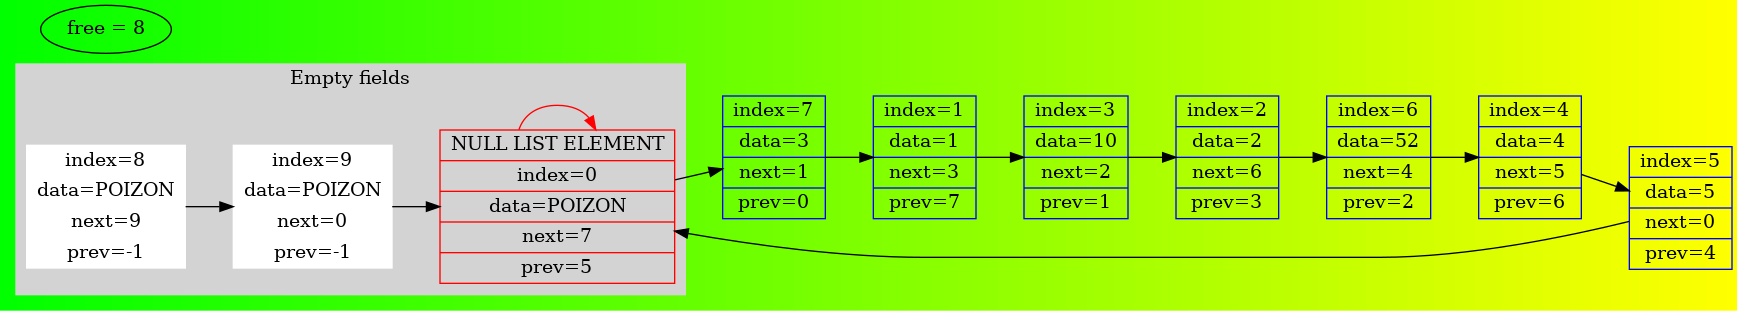 free = 8
Empty fields
index=8
data=POIZON
next=9
prev=-1
index=9
data=POIZON
next=0
prev=-1
NULL LIST ELEMENT
index=0
data=POIZON
next=7
prev=5
index=7
data=3
next=1
prev=0
index=1
data=1
next=3
prev=7
index=3
data=10
next=2
prev=1
index=2
data=2
next=6
prev=3
index=6
data=52
next=4
prev=2
index=4
data=4
next=5
prev=6
index=5
data=5
next=0
prev=4